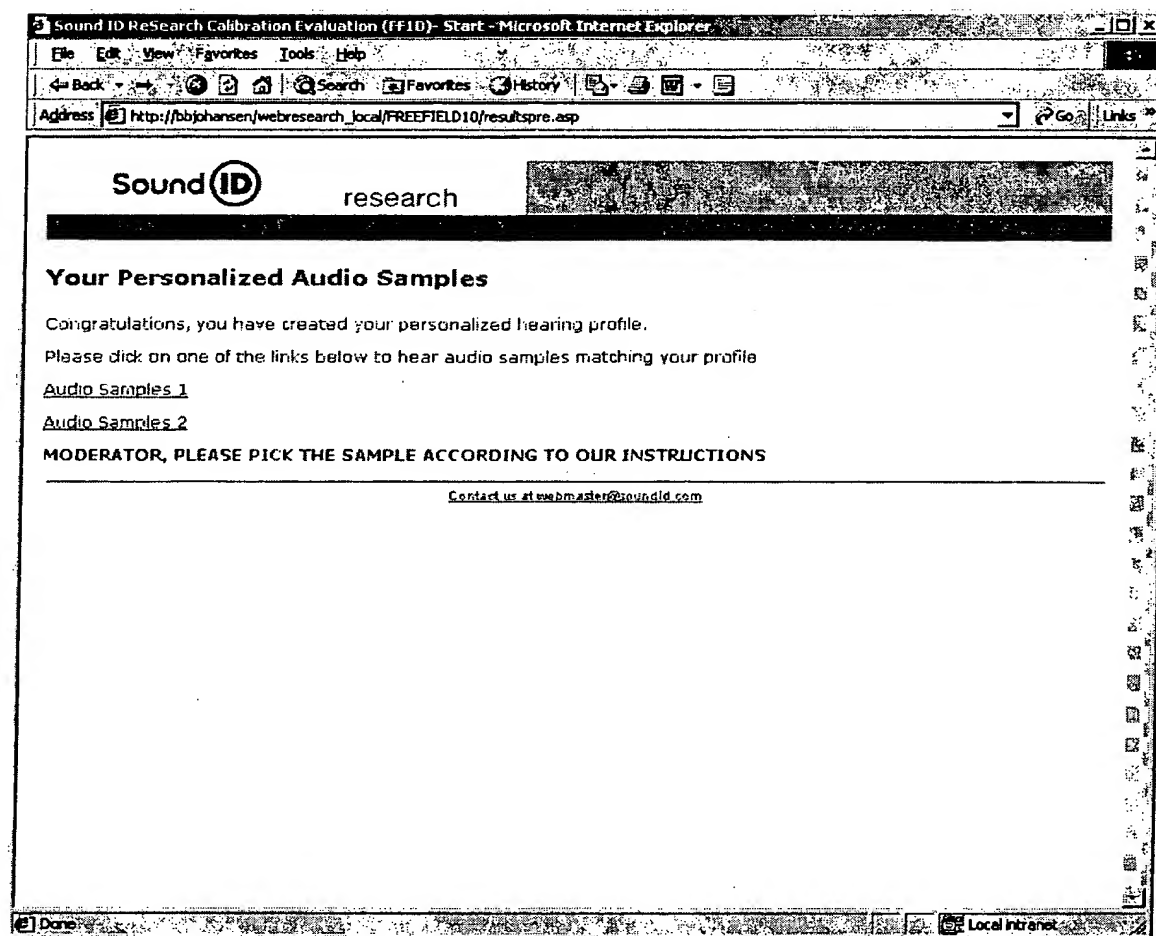 Sound ID ReSearch Calibration Evaluation (FF10)- Start - Microsoft Internet Explorer
File Edit View Favorites Tools Help
Back Search Favorites History
Address http://bbjohansen/webresearch_local/FREEFIELD10/resultspre.asp Go Links »
Sound ID research
Your Personalized Audio Samples
Congratulations, you have created your personalized hearing profile.
Please click on one of the links below to hear audio samples matching your profile
Audio Samples 1
Audio Samples 2
MODERATOR, PLEASE PICK THE SAMPLE ACCORDING TO OUR INSTRUCTIONS
Contact us at webmaster@soundid.com
Done Local intranet